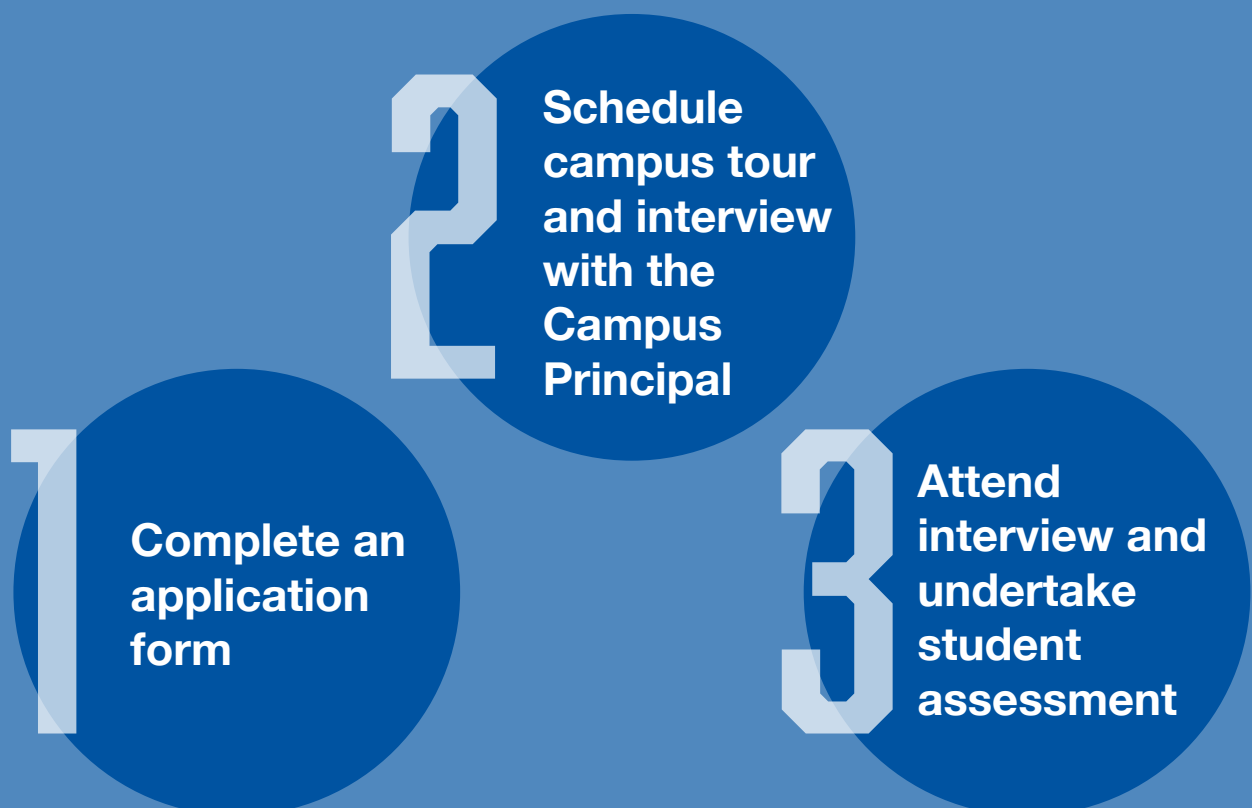 1
Complete an
application
form
2
Schedule
campus tour
and interview
with the
Campus
Principal
3
Attend
interview and
undertake
student
assessment